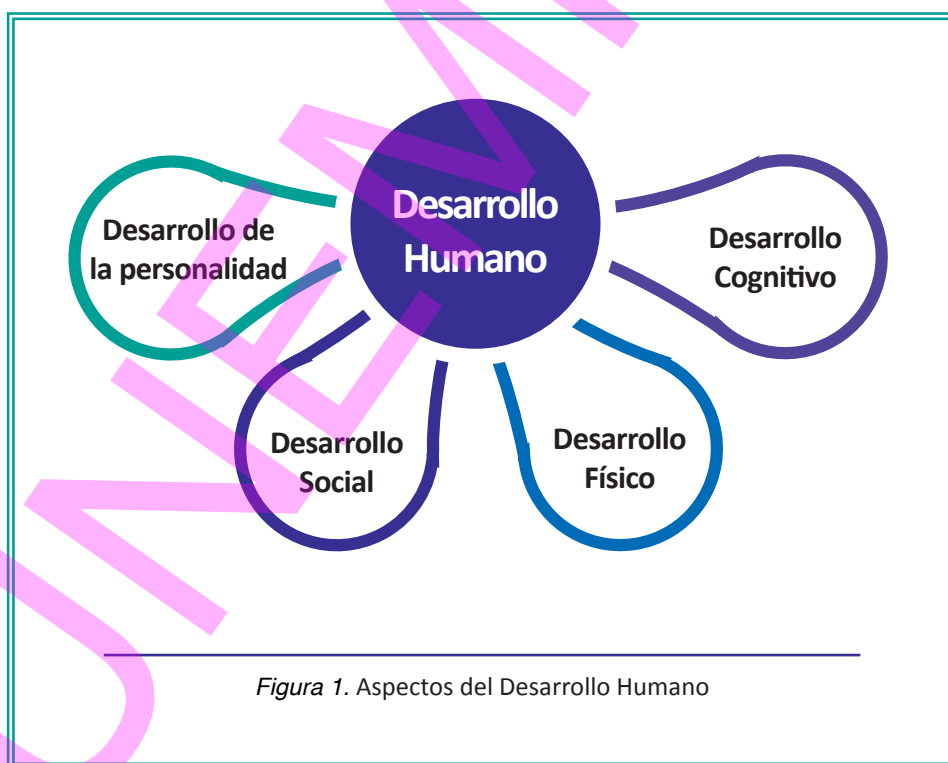 Desarrollo
Humano
Desarrollo de
la personalidad
Desarrollo
Social
Desarrollo
Físico
Desarrollo
Cognitivo
Figura 1. Aspectos del Desarrollo Humano